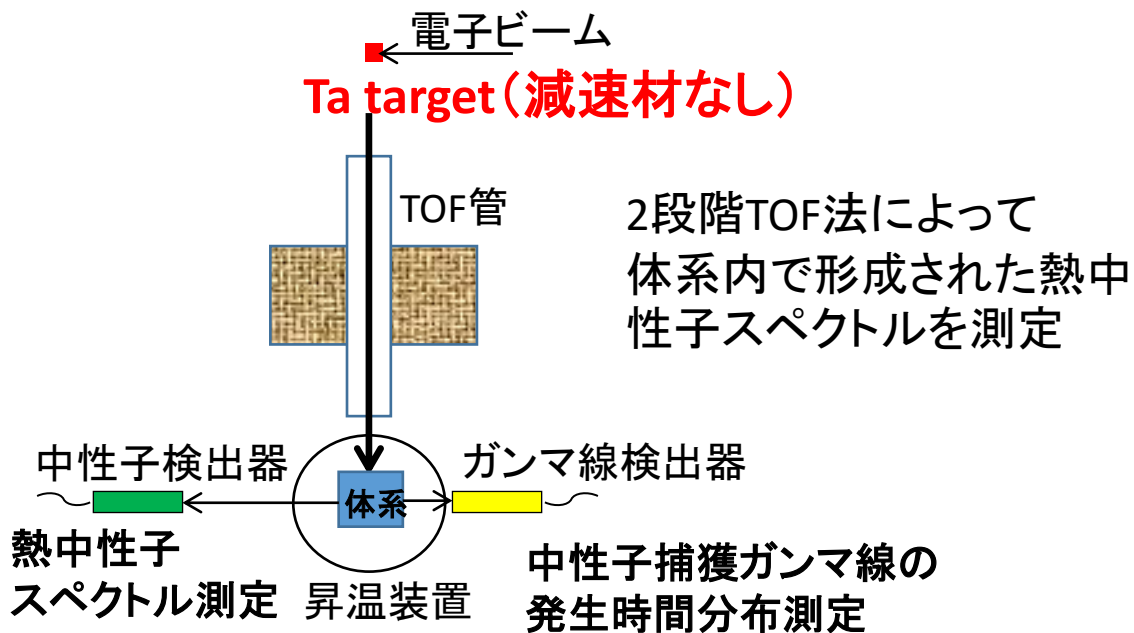 電子ビーム
Ta target（減速材なし）
TOF管
2段階TOF法によって
体系内で形成された熱中
性子スペクトルを測定
中性子検出器
ガンマ線検出器
体系
熱中性子
スペクトル測定
昇温装置
中性子捕獲ガンマ線の
発生時間分布測定